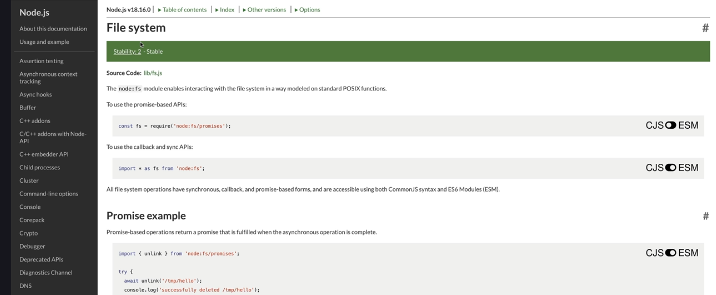 Node.js
About this documentation
Usage and example
Assertion testing
Asynchronous context
tracking
Async hooks
Buffer
C++ addons
C/C++ addons with Node-
API
C++ embedder API
Child processes
Cluster
Command-line options
Console
Corepack
Crypto
Debugger
Deprecated APIs
Diagnostics Channel
DNS
Node.js v18.16.0 | ▶ Table of contents | ▶ Index | ▶ Other versions | ▶ Options
File system #
Stability: 2 - Stable
Source Code: lib/fs.js
The node:fs module enables interacting with the file system in a way modeled on standard POSIX functions.
To use the promise-based APIs:
const fs = require('node:fs/promises'); CJS ESM
To use the callback and sync APIs:
import * as fs from 'node:fs'; CJS ESM
All file system operations have synchronous, callback, and promise-based forms, and are accessible using both CommonJS syntax and ES6 Modules (ESM).
Promise example #
Promise-based operations return a promise that is fulfilled when the asynchronous operation is complete.
import { unlink } from 'node:fs/promises'; CJS ESM
try {
await unlink('/tmp/hello');
console.log('successfully deleted /tmp/hello');